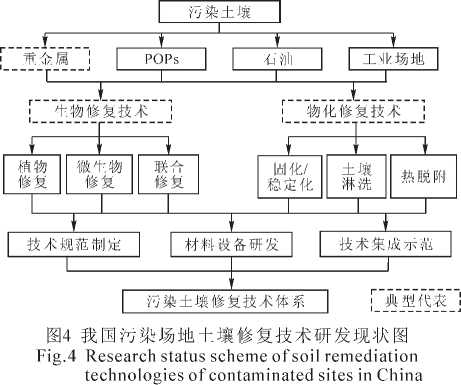 污染土壤
重金属
POPs
石油
工业场地
生物修复技术
物化修复技术
植物
修复
微生物
修复
联合
修复
固化/
稳定化
土壤
淋洗
热脱附
技术规范制定
材料设备研发
技术集成示范
污染土壤修复技术体系
典型代表
图4 我国污染场地土壤修复技术研发现状图
Fig.4 Research status scheme of soil remediation
technologies of contaminated sites in China